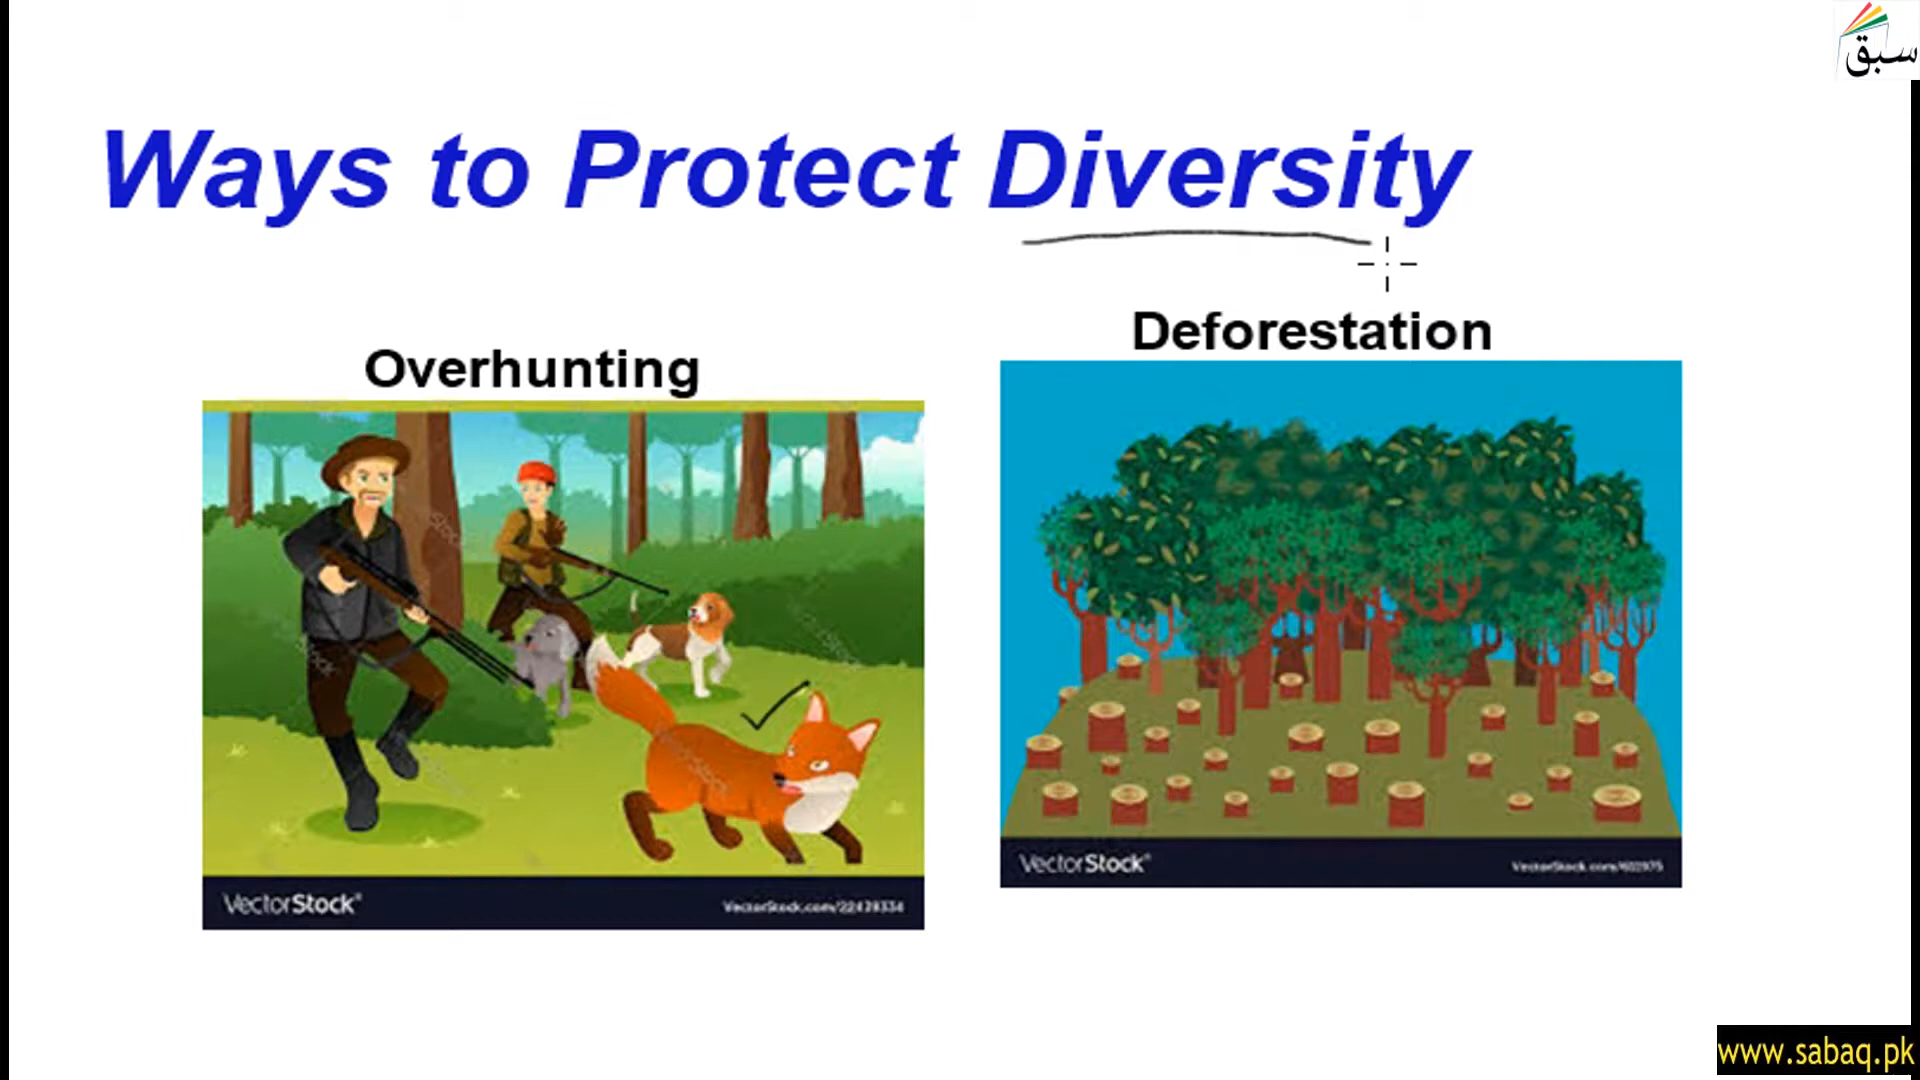 سبق
Ways to Protect Diversity
Overhunting
Deforestation
VectorStock®
VectorStock®
www.sabaq.pk